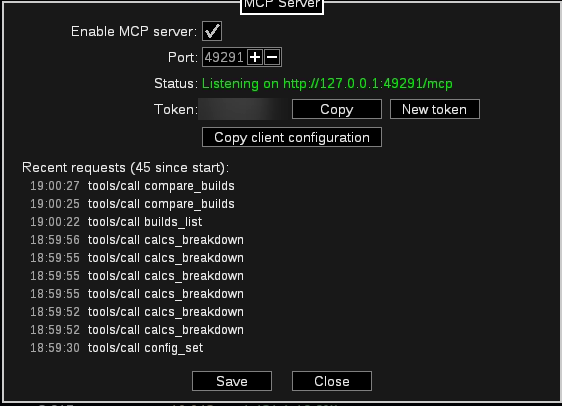 MCP Server
Enable MCP server:
Port: 49291
Status: Listening on http://127.0.0.1:49291/mcp
Token: Copy New token
Copy client configuration
Recent requests (45 since start):
19:00:27 tools/call compare_builds
19:00:25 tools/call compare_builds
19:00:22 tools/call builds_list
18:59:56 tools/call calcs_breakdown
18:59:55 tools/call calcs_breakdown
18:59:55 tools/call calcs_breakdown
18:59:55 tools/call calcs_breakdown
18:59:52 tools/call calcs_breakdown
18:59:52 tools/call calcs_breakdown
18:59:30 tools/call config_set
Save Close